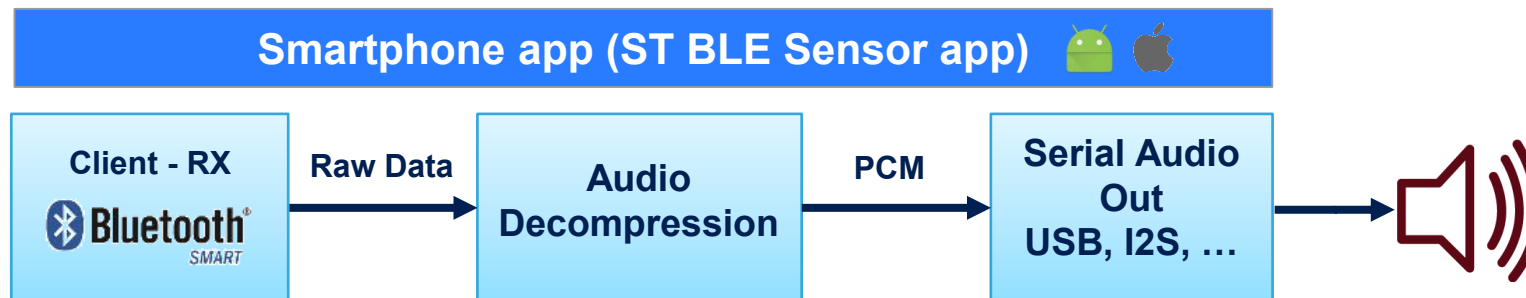 Smartphone app (ST BLE Sensor app)
Client - RX
Bluetooth®
SMART
Raw Data
Audio
Decompression
PCM
Serial Audio
Out
USB, I2S, …